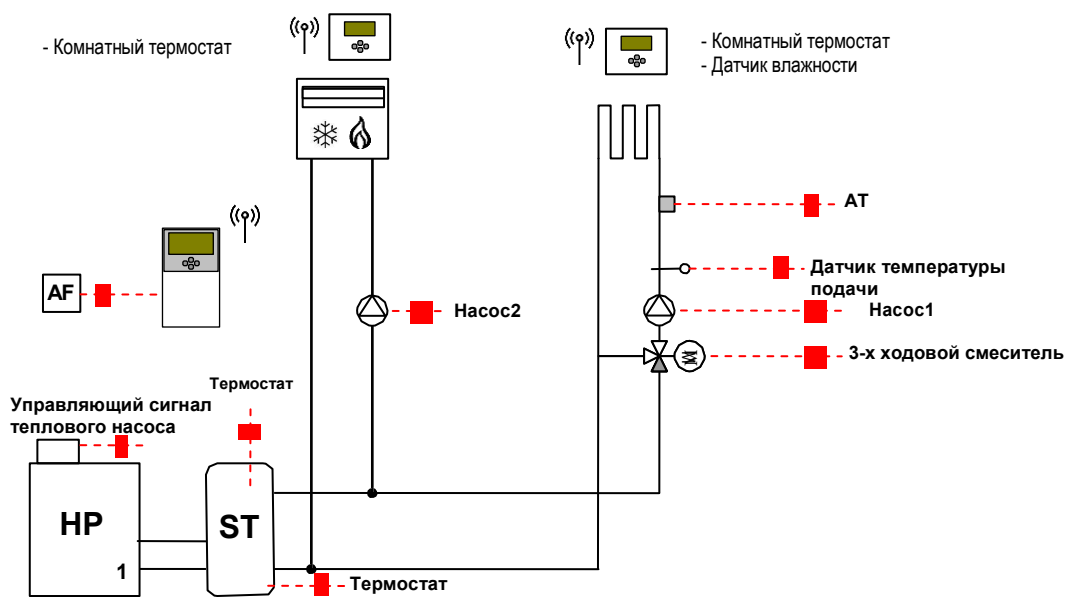 - Комнатный термостат
- Комнатный термостат
- Датчик влажности
АТ
Датчик температуры
подачи
AF
Насос2
Насос1
3-х ходовой смеситель
Термостат
Управляющий сигнал
теплового насоса
HP
1
ST
Термостат